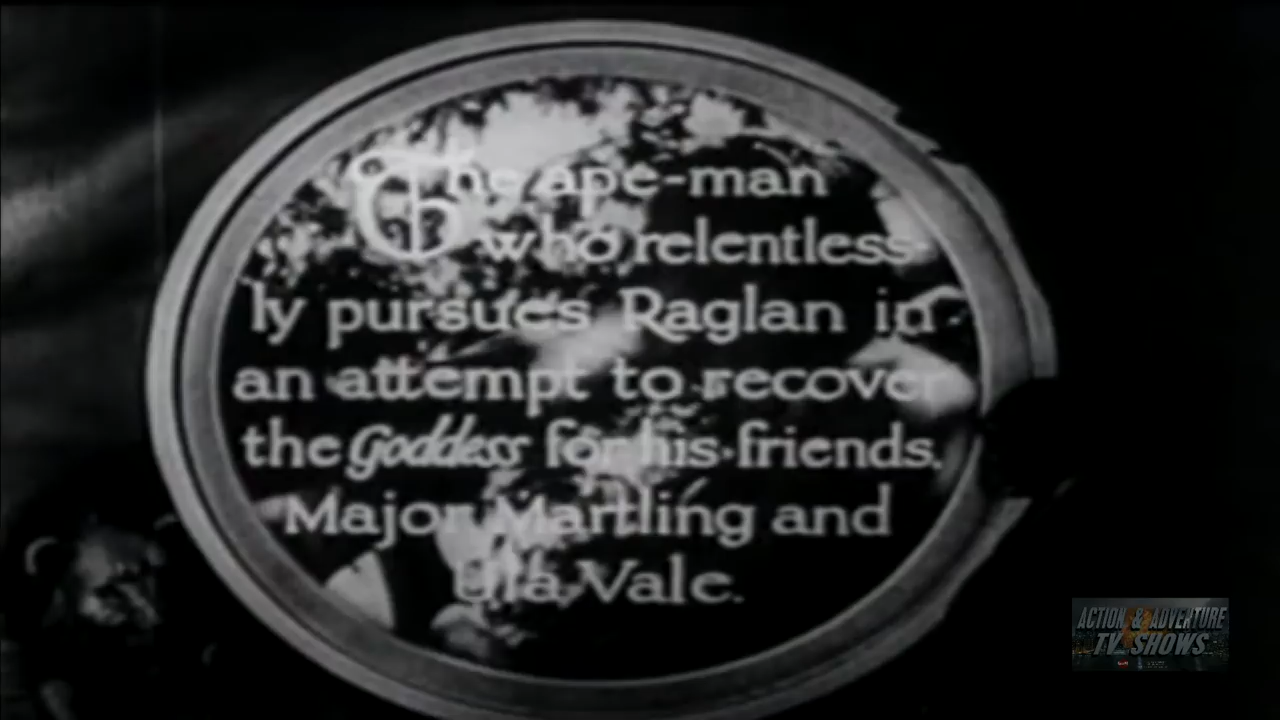 The ape-man
who relentless-
ly pursues Raglan in
an attempt to recover
the Goddess for his friends,
Major Martling and
Ula Vale.
ACTION & ADVENTURE
TV SHOWS